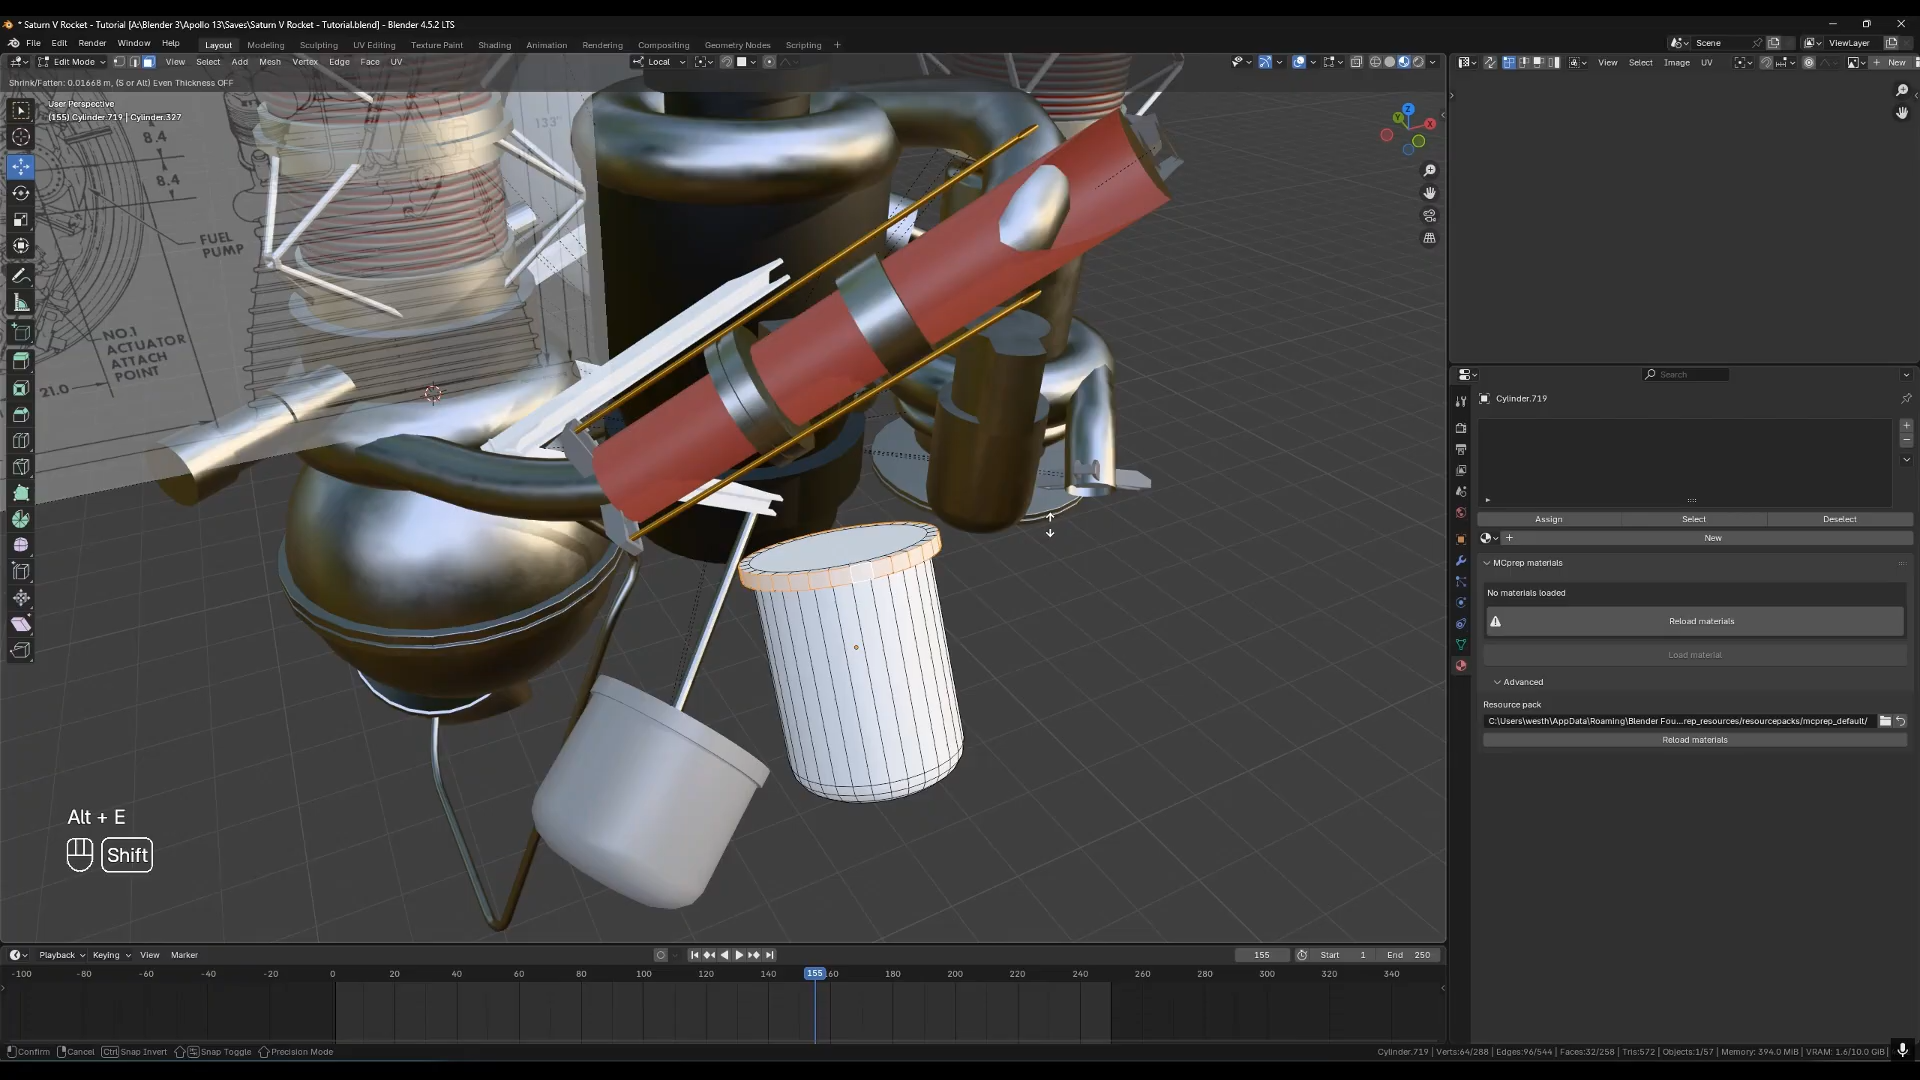 * Saturn V Rocket - Tutorial [A:\Blender 3\Apollo 13\Saves\Saturn V Rocket - Tutorial.blend] - Blender 4.5.2 LTS
File Edit Render Window Help Layout Modeling Sculpting UV Editing Texture Paint Shading Animation Rendering Compositing Geometry Nodes Scripting + Scene ViewLayer
Edit Mode View Select Add Mesh Vertex Edge Face UV Local View Select Image UV New
Shrink/Fatten: 0.01668 m, (S or Alt) Even Thickness OFF
User Perspective
(155) Cylinder.719 | Cylinder.327
133°
8.4
8.4
FUEL
PUMP
NO.1
ACTUATOR
ATTACH
POINT
21.0
Z
Y
X
Search
Cylinder.719
Assign Select Deselect
New
MCprep materials
No materials loaded
Reload materials
Load material
Advanced
Resource pack
C:\Users\westh\AppData\Roaming\Blender Fou...rep_resources/resourcepacks/mcprep_default/
Reload materials
Alt + E
Shift
Playback Keying View Marker 155 Start 1 End 250
-100 -80 -60 -40 -20 0 20 40 60 80 100 120 140 155 160 180 200 220 240 260 280 300 320 340
Confirm Cancel Ctrl Snap Invert Snap Toggle Precision Mode
Cylinder.719 | Verts:64/288 | Edges:96/544 | Faces:32/258 | Tris:572 | Objects:1/57 | Memory: 394.0 MiB | VRAM: 1.6/10.0 GiB |